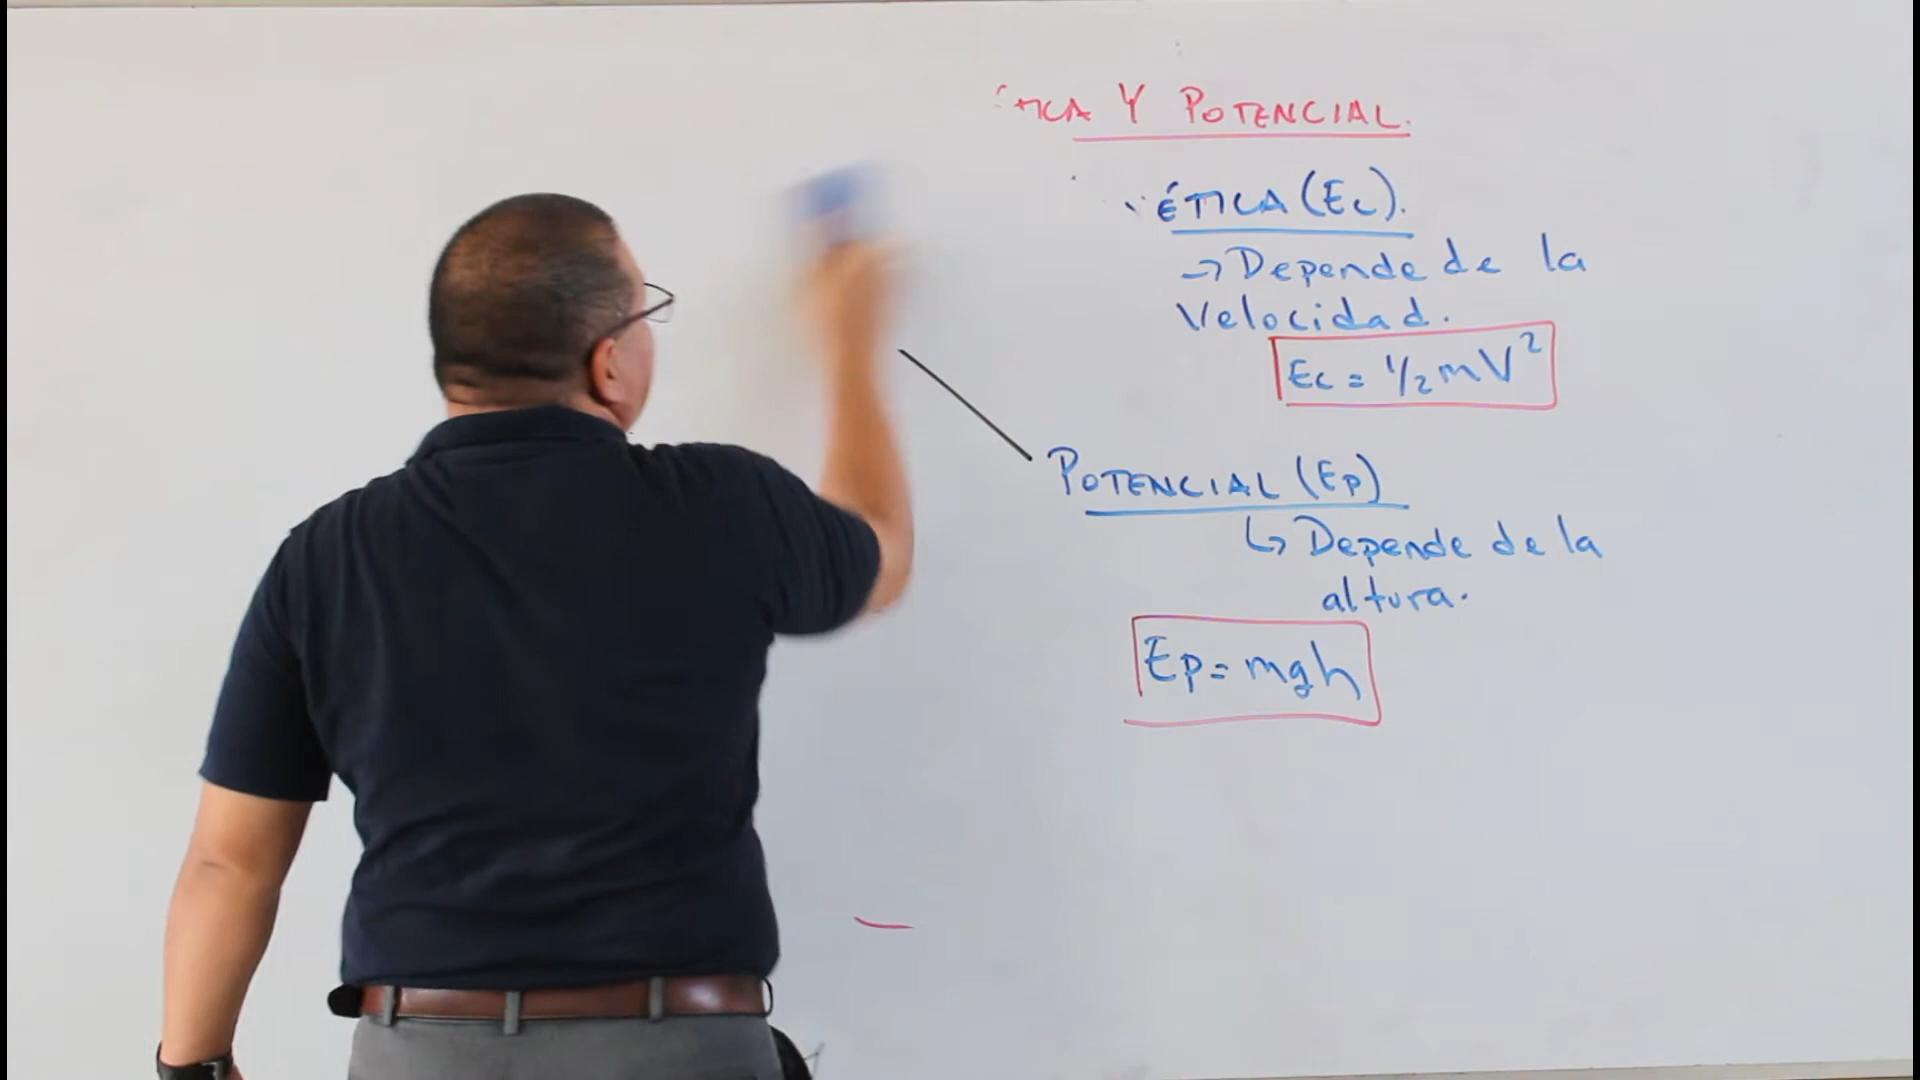 TICA Y POTENCIAL.
ÉTICA (Ec).
→ Depende de la
Velocidad.
Ec = 1/2 mV²
POTENCIAL (Ep)
↳ Depende de la
altura.
Ep = mgh